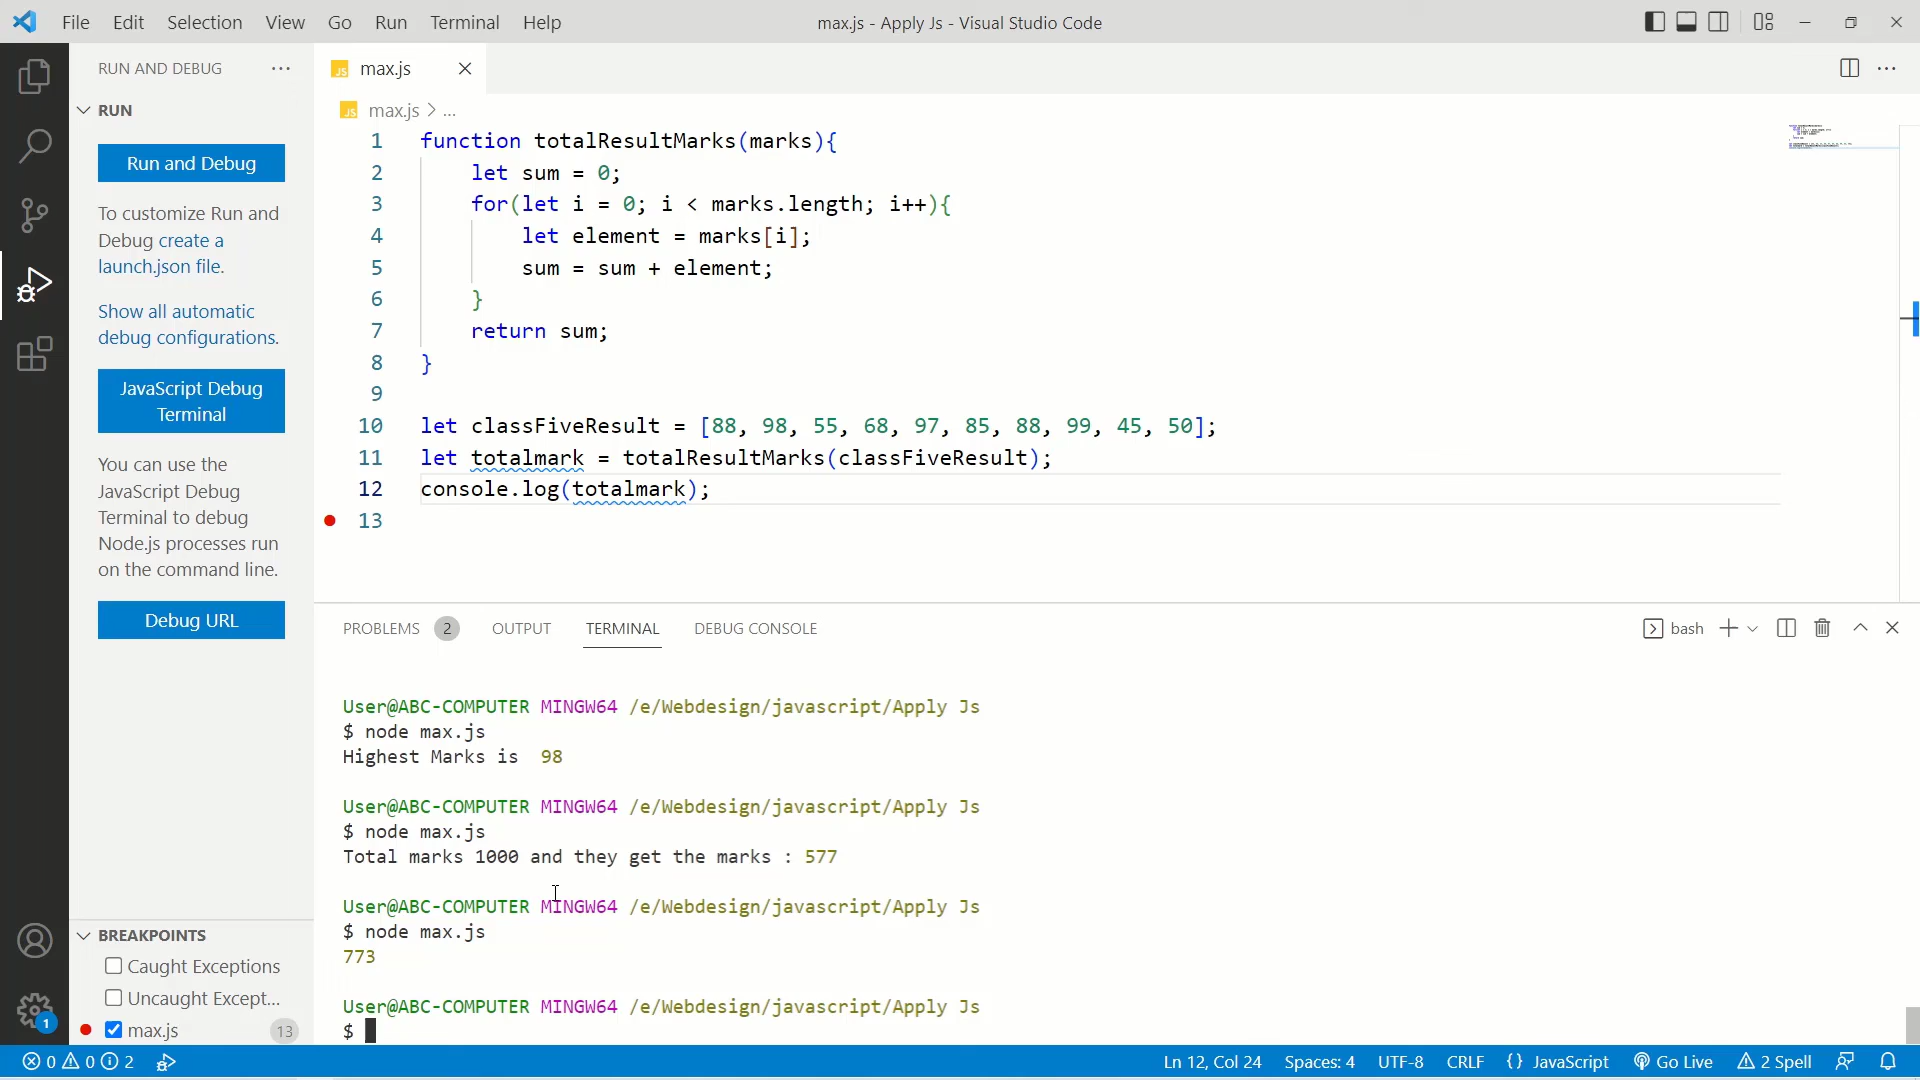 File Edit Selection View Go Run Terminal Help
max.js - Apply Js - Visual Studio Code
RUN AND DEBUG
RUN
Run and Debug
To customize Run and
Debug create a
launch.json file.
Show all automatic
debug configurations.
JavaScript Debug
Terminal
You can use the
JavaScript Debug
Terminal to debug
Node.js processes run
on the command line.
Debug URL
BREAKPOINTS
Caught Exceptions
Uncaught Except...
max.js 13
1
JS max.js
JS max.js > ...
1 function totalResultMarks(marks){
2 let sum = 0;
3 for(let i = 0; i < marks.length; i++){
4 let element = marks[i];
5 sum = sum + element;
6 }
7 return sum;
8 }
9
10 let classFiveResult = [88, 98, 55, 68, 97, 85, 88, 99, 45, 50];
11 let totalmark = totalResultMarks(classFiveResult);
12 console.log(totalmark);
13
PROBLEMS 2 OUTPUT TERMINAL DEBUG CONSOLE
bash
User@ABC-COMPUTER MINGW64 /e/Webdesign/javascript/Apply Js
$ node max.js
Highest Marks is  98
User@ABC-COMPUTER MINGW64 /e/Webdesign/javascript/Apply Js
$ node max.js
Total marks 1000 and they get the marks : 577
User@ABC-COMPUTER MINGW64 /e/Webdesign/javascript/Apply Js
$ node max.js
773
User@ABC-COMPUTER MINGW64 /e/Webdesign/javascript/Apply Js
$
0 0 2
Ln 12, Col 24 Spaces: 4 UTF-8 CRLF {} JavaScript Go Live 2 Spell